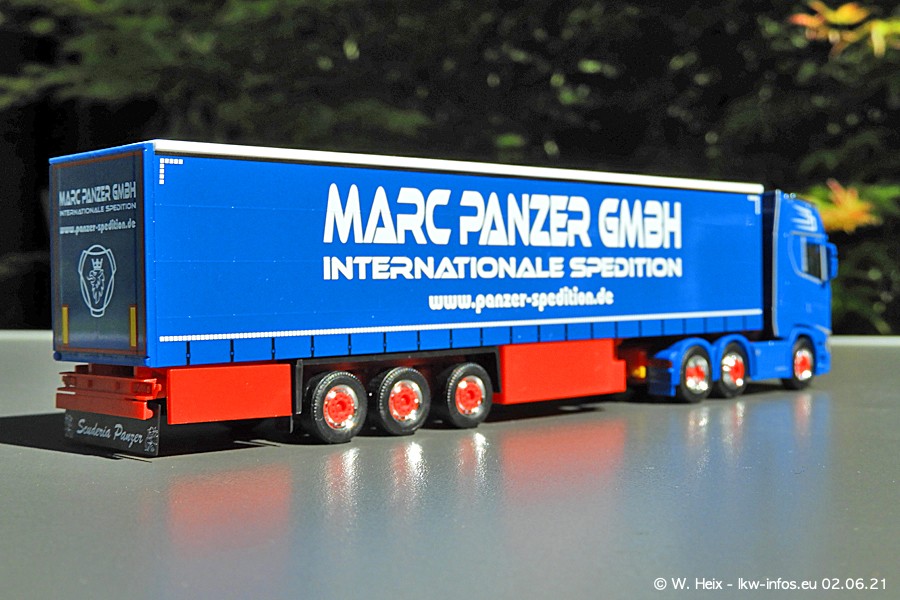 MARC PANZER GMBH
INTERNATIONALE SPEDITION
www.panzer-spedition.de
MARC PANZER GMBH
INTERNATIONALE SPEDITION
www.panzer-spedition.de
Scuderia Panzer
© W. Heix - lkw-infos.eu 02.06.21